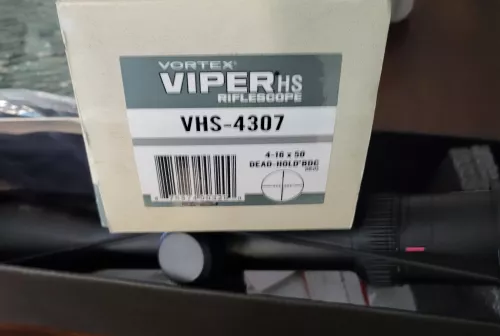 VORTEX®
VIPER HS
RIFLESCOPE
VHS-4307
4-16 x 50
DEAD-HOLD® BDC